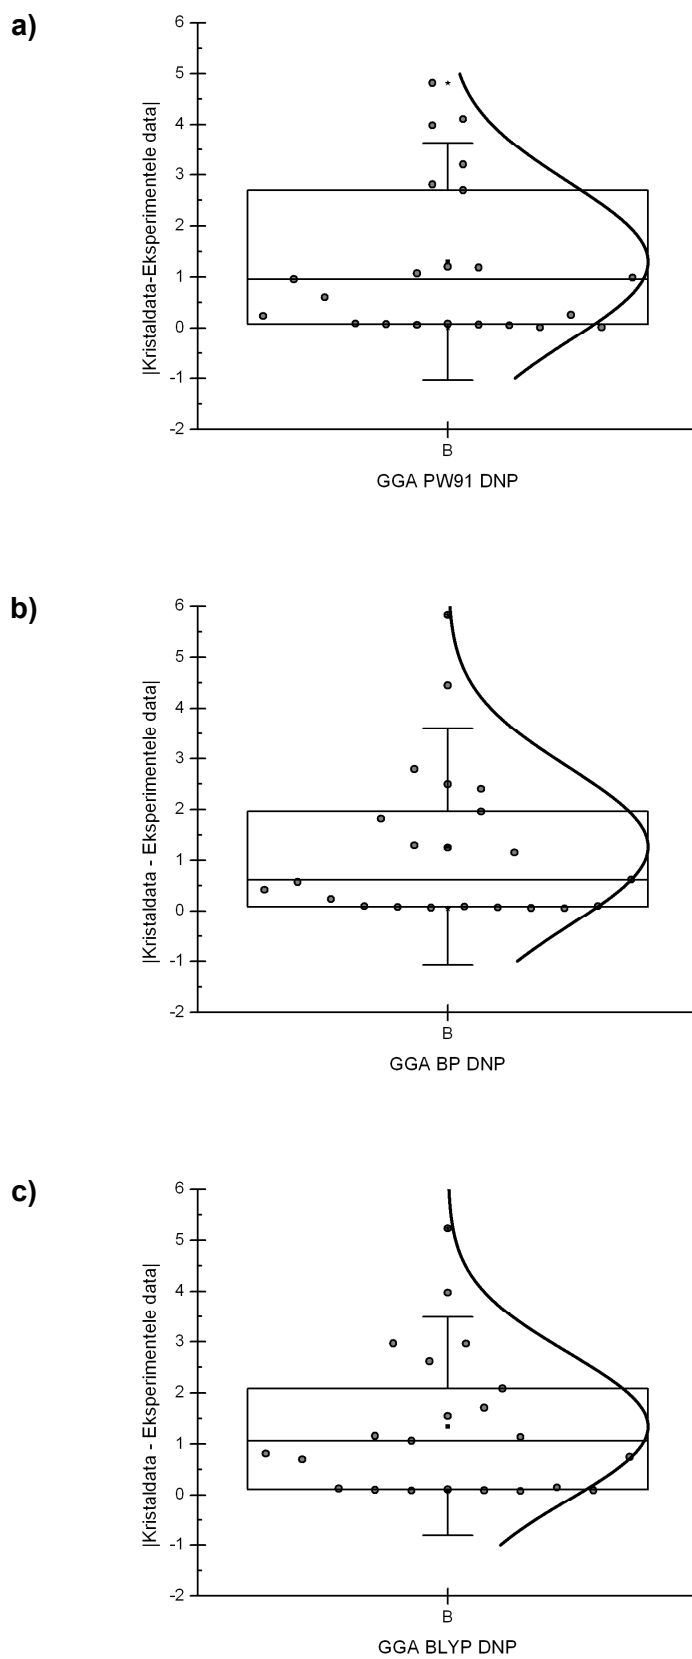 a)
6
5
4
3
2
1
0
-1
-2
|Kristaldata-Eksperimentele data|
B
GGA PW91 DNP
b)
6
5
4
3
2
1
0
-1
-2
|Kristaldata - Eksperimentele data|
B
GGA BP DNP
c)
6
5
4
3
2
1
0
-1
-2
|Kristaldata - Eksperimentele data|
B
GGA BLYP DNP